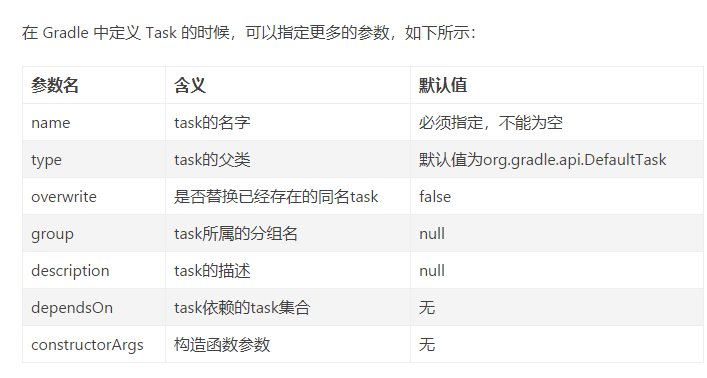 在 Gradle 中定义 Task 的时候，可以指定更多的参数，如下所示：
参数名 含义 默认值
name task的名字 必须指定，不能为空
type task的父类 默认值为org.gradle.api.DefaultTask
overwrite 是否替换已经存在的同名task false
group task所属的分组名 null
description task的描述 null
dependsOn task依赖的task集合 无
constructorArgs 构造函数参数 无